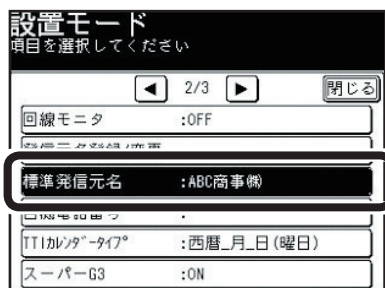 設置モード
項目を選択してください
2/3 閉じる
回線モニタ :OFF
標準発信元名 :ABC商事㈱
TTIｶﾚﾝﾀﾞｰﾀｲﾌﾟ :西暦_月_日(曜日)
スーパーG3 :ON